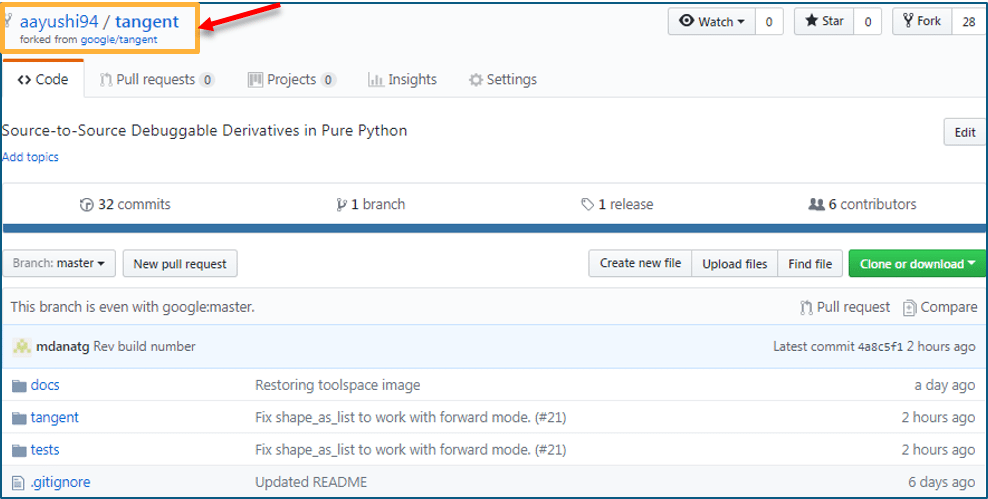 aayushi94 / tangent
forked from google/tangent
Watch 0 Star 0 Fork 28
Code Pull requests 0 Projects 0 Insights Settings
Source-to-Source Debuggable Derivatives in Pure Python
Edit
Add topics
32 commits 1 branch 1 release 6 contributors
Branch: master New pull request Create new file Upload files Find file Clone or download
This branch is even with google:master. Pull request Compare
mdanatg Rev build number Latest commit 4a8c5f1 2 hours ago
docs Restoring toolspace image a day ago
tangent Fix shape_as_list to work with forward mode. (#21) 2 hours ago
tests Fix shape_as_list to work with forward mode. (#21) 2 hours ago
.gitignore Updated README 6 days ago